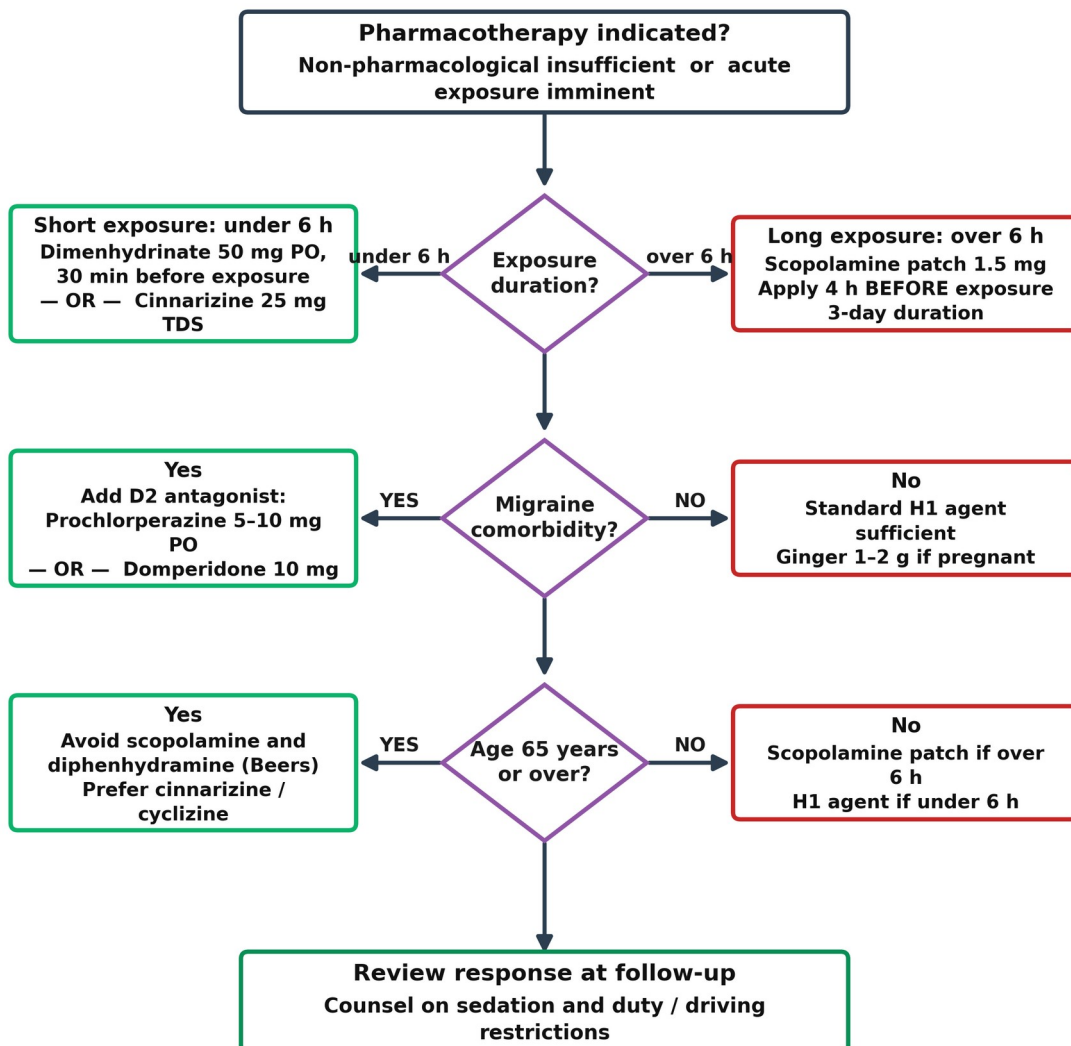 Pharmacotherapy indicated?
Non-pharmacological insufficient or acute
exposure imminent
Short exposure: under 6 h
Dimenhydrinate 50 mg PO,
30 min before exposure
— OR — Cinnarizine 25 mg
TDS
under 6 h
Exposure
duration?
over 6 h
Long exposure: over 6 h
Scopolamine patch 1.5 mg
Apply 4 h BEFORE exposure
3-day duration
Yes
Add D2 antagonist:
Prochlorperazine 5–10 mg
PO
— OR — Domperidone 10 mg
YES
Migraine
comorbidity?
NO
No
Standard H1 agent
sufficient
Ginger 1–2 g if pregnant
Yes
Avoid scopolamine and
diphenhydramine (Beers)
Prefer cinnarizine /
cyclizine
YES
Age 65 years
or over?
NO
No
Scopolamine patch if over
6 h
H1 agent if under 6 h
Review response at follow-up
Counsel on sedation and duty / driving
restrictions